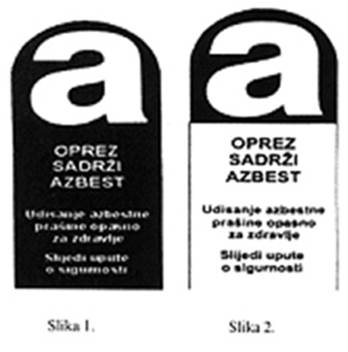 a
OPREZ
SADRŽI
AZBEST
Udisanje azbestne
prašine opasno
za zdravlje
Slijedi upute
o sigurnosti
Slika 1.
a
OPREZ
SADRŽI
AZBEST
Udisanje azbestne
prašine opasno
za zdravlje
Slijedi upute
o sigurnosti
Slika 2.